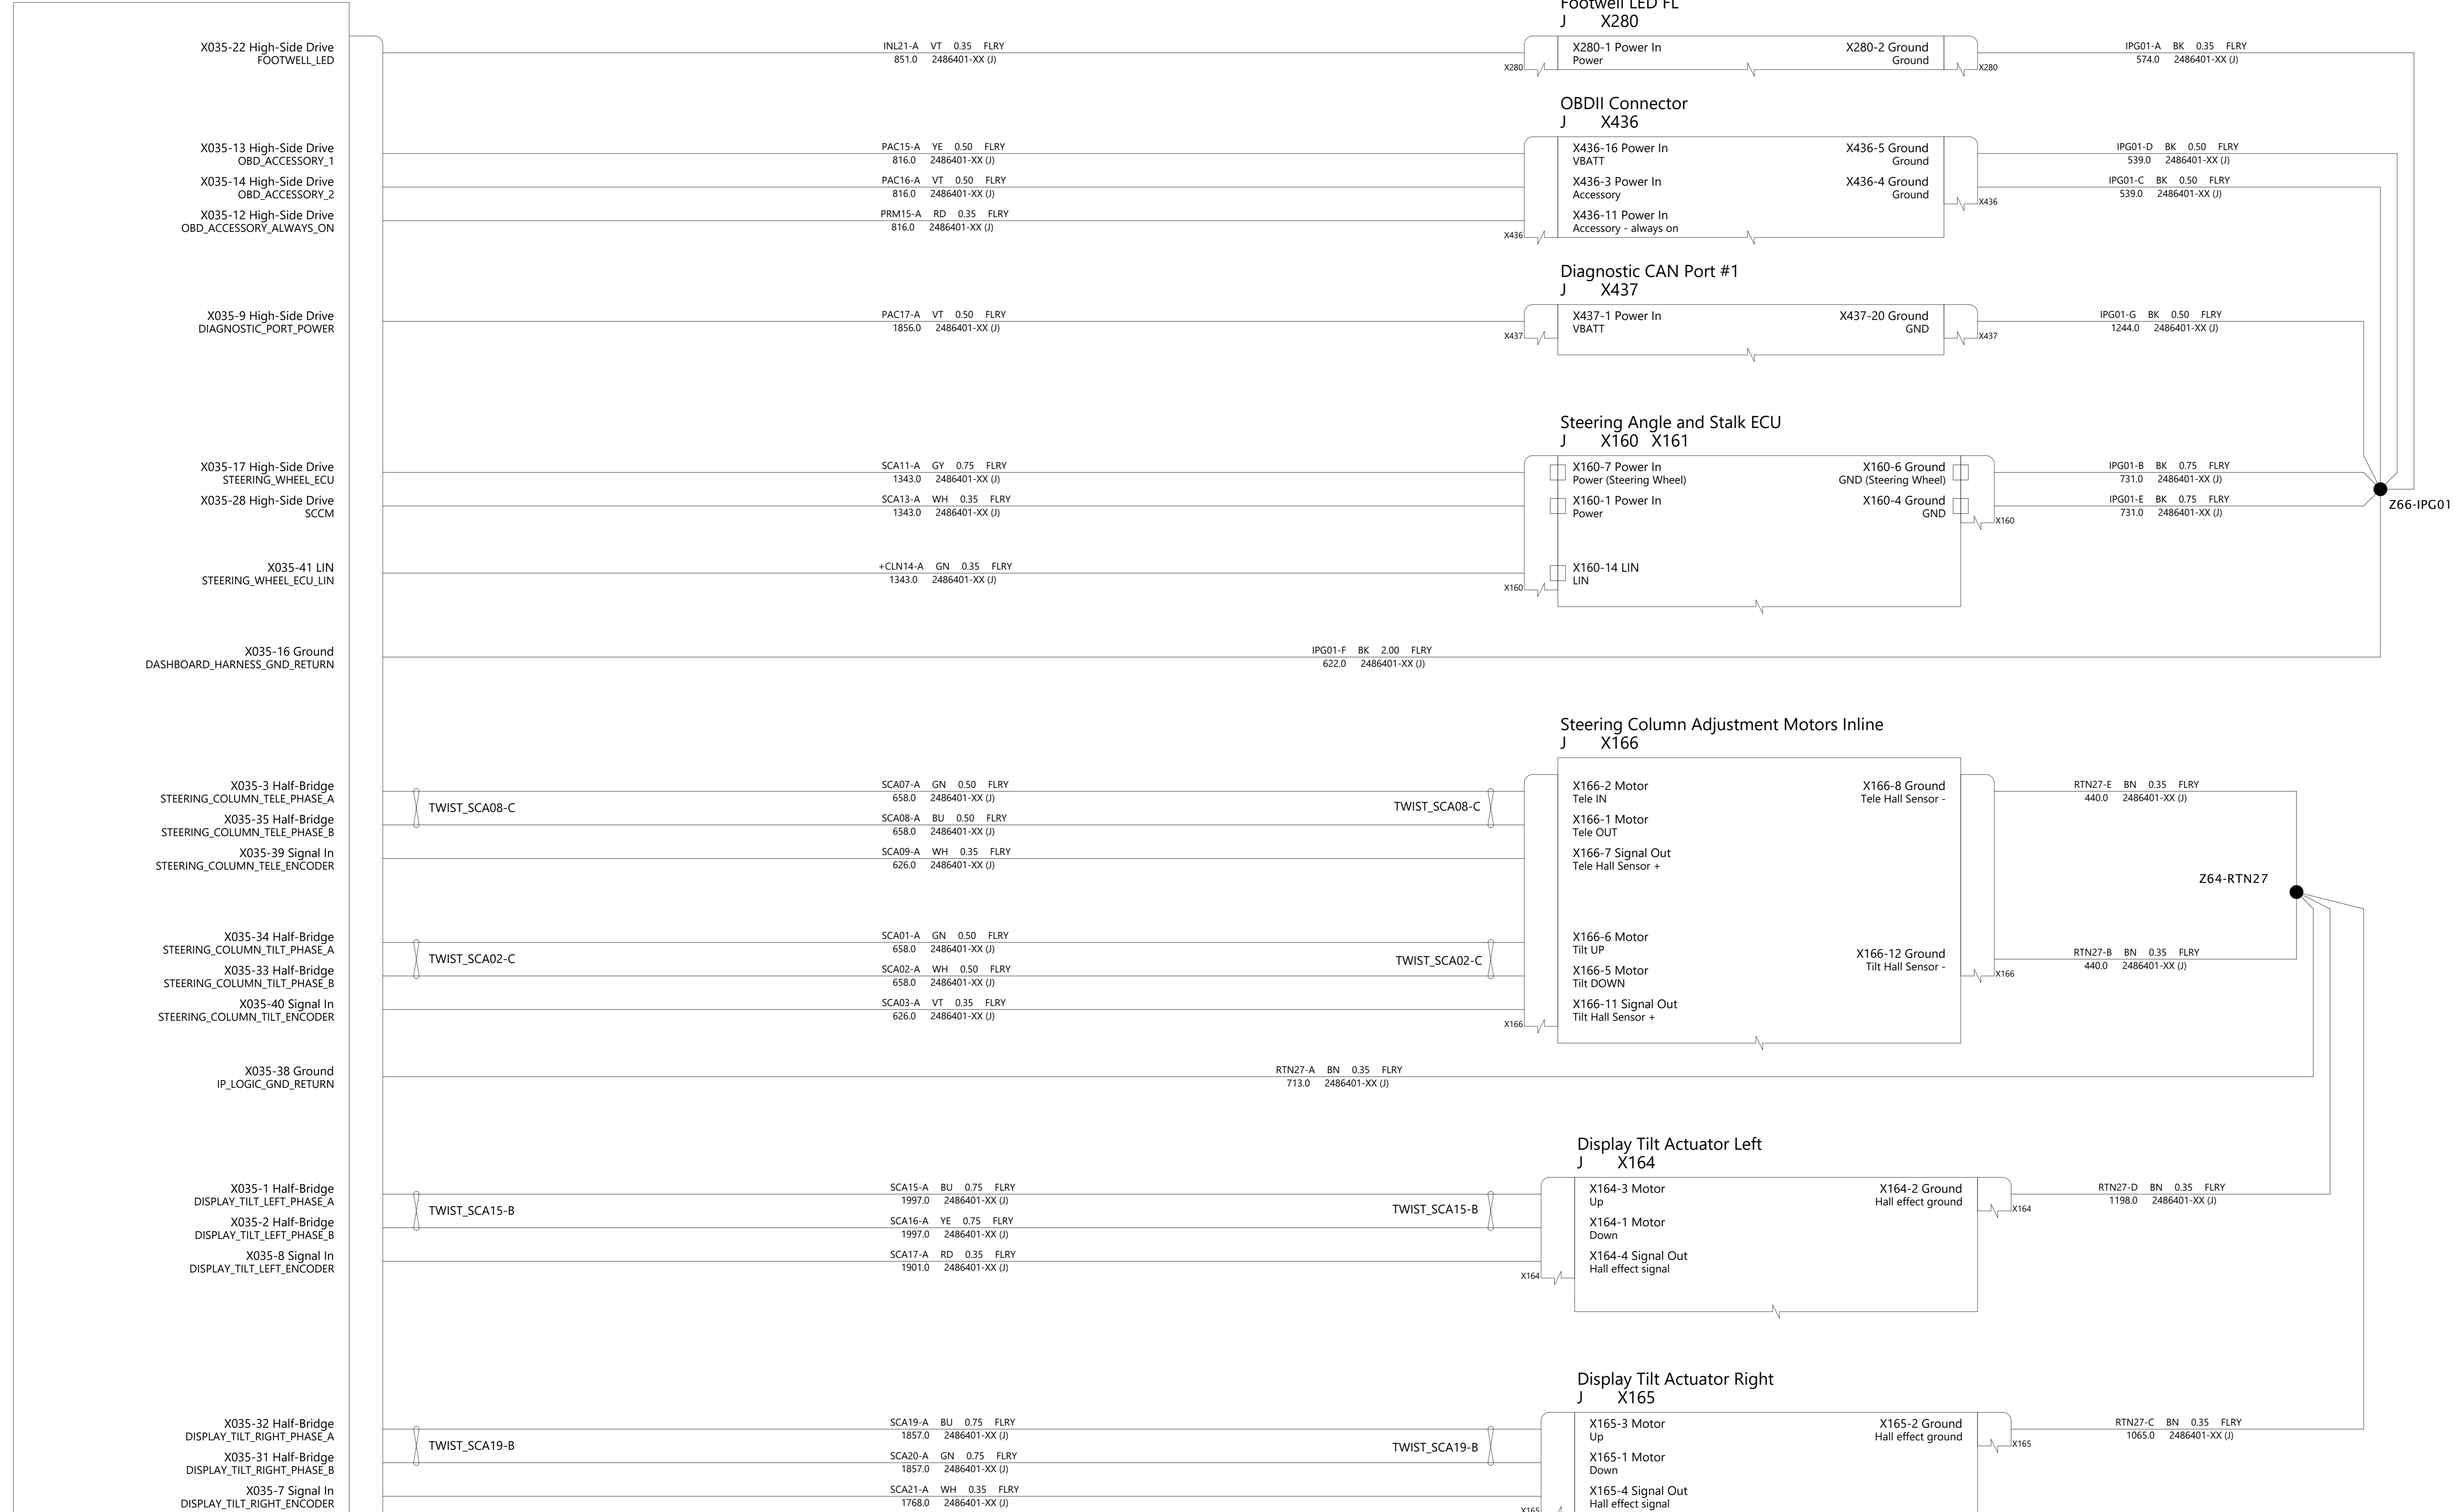 Footwell LED FL
J X280
X035-22 High-Side Drive
FOOTWELL_LED
INL21-A VT 0.35 FLRY
851.0 2486401-XX (J)
X280
X280-1 Power In
Power
X280-2 Ground
Ground
X280
IPG01-A BK 0.35 FLRY
574.0 2486401-XX (J)
OBDII Connector
J X436
X035-13 High-Side Drive
OBD_ACCESSORY_1
PAC15-A YE 0.50 FLRY
816.0 2486401-XX (J)
X436-16 Power In
VBATT
X436-5 Ground
Ground
IPG01-D BK 0.50 FLRY
539.0 2486401-XX (J)
X035-14 High-Side Drive
OBD_ACCESSORY_2
PAC16-A VT 0.50 FLRY
816.0 2486401-XX (J)
X436-3 Power In
Accessory
X436-4 Ground
Ground
X436
IPG01-C BK 0.50 FLRY
539.0 2486401-XX (J)
X035-12 High-Side Drive
OBD_ACCESSORY_ALWAYS_ON
PRM15-A RD 0.35 FLRY
816.0 2486401-XX (J)
X436
X436-11 Power In
Accessory - always on
Diagnostic CAN Port #1
J X437
X035-9 High-Side Drive
DIAGNOSTIC_PORT_POWER
PAC17-A VT 0.50 FLRY
1856.0 2486401-XX (J)
X437
X437-1 Power In
VBATT
X437-20 Ground
GND
X437
IPG01-G BK 0.50 FLRY
1244.0 2486401-XX (J)
Steering Angle and Stalk ECU
J X160 X161
X035-17 High-Side Drive
STEERING_WHEEL_ECU
SCA11-A GY 0.75 FLRY
1343.0 2486401-XX (J)
X160-7 Power In
Power (Steering Wheel)
X160-6 Ground
GND (Steering Wheel)
IPG01-B BK 0.75 FLRY
731.0 2486401-XX (J)
X035-28 High-Side Drive
SCCM
SCA13-A WH 0.35 FLRY
1343.0 2486401-XX (J)
X160-1 Power In
Power
X160-4 Ground
GND
X160
IPG01-E BK 0.75 FLRY
731.0 2486401-XX (J)
Z66-IPG01
X035-41 LIN
STEERING_WHEEL_ECU_LIN
+CLN14-A GN 0.35 FLRY
1343.0 2486401-XX (J)
X160
X160-14 LIN
LIN
X035-16 Ground
DASHBOARD_HARNESS_GND_RETURN
IPG01-F BK 2.00 FLRY
622.0 2486401-XX (J)
Steering Column Adjustment Motors Inline
J X166
X035-3 Half-Bridge
STEERING_COLUMN_TELE_PHASE_A
TWIST_SCA08-C
SCA07-A GN 0.50 FLRY
658.0 2486401-XX (J)
TWIST_SCA08-C
X166-2 Motor
Tele IN
X166-8 Ground
Tele Hall Sensor -
RTN27-E BN 0.35 FLRY
440.0 2486401-XX (J)
X035-35 Half-Bridge
STEERING_COLUMN_TELE_PHASE_B
SCA08-A BU 0.50 FLRY
658.0 2486401-XX (J)
X166-1 Motor
Tele OUT
X035-39 Signal In
STEERING_COLUMN_TELE_ENCODER
SCA09-A WH 0.35 FLRY
626.0 2486401-XX (J)
X166-7 Signal Out
Tele Hall Sensor +
Z64-RTN27
X035-34 Half-Bridge
STEERING_COLUMN_TILT_PHASE_A
TWIST_SCA02-C
SCA01-A GN 0.50 FLRY
658.0 2486401-XX (J)
TWIST_SCA02-C
X166-6 Motor
Tilt UP
X166-12 Ground
Tilt Hall Sensor -
X166
RTN27-B BN 0.35 FLRY
440.0 2486401-XX (J)
X035-33 Half-Bridge
STEERING_COLUMN_TILT_PHASE_B
SCA02-A WH 0.50 FLRY
658.0 2486401-XX (J)
X166-5 Motor
Tilt DOWN
X035-40 Signal In
STEERING_COLUMN_TILT_ENCODER
SCA03-A VT 0.35 FLRY
626.0 2486401-XX (J)
X166
X166-11 Signal Out
Tilt Hall Sensor +
X035-38 Ground
IP_LOGIC_GND_RETURN
RTN27-A BN 0.35 FLRY
713.0 2486401-XX (J)
Display Tilt Actuator Left
J X164
X035-1 Half-Bridge
DISPLAY_TILT_LEFT_PHASE_A
TWIST_SCA15-B
SCA15-A BU 0.75 FLRY
1997.0 2486401-XX (J)
TWIST_SCA15-B
X164-3 Motor
Up
X164-2 Ground
Hall effect ground
X164
RTN27-D BN 0.35 FLRY
1198.0 2486401-XX (J)
X035-2 Half-Bridge
DISPLAY_TILT_LEFT_PHASE_B
SCA16-A YE 0.75 FLRY
1997.0 2486401-XX (J)
X164-1 Motor
Down
X035-8 Signal In
DISPLAY_TILT_LEFT_ENCODER
SCA17-A RD 0.35 FLRY
1901.0 2486401-XX (J)
X164
X164-4 Signal Out
Hall effect signal
Display Tilt Actuator Right
J X165
X035-32 Half-Bridge
DISPLAY_TILT_RIGHT_PHASE_A
TWIST_SCA19-B
SCA19-A BU 0.75 FLRY
1857.0 2486401-XX (J)
TWIST_SCA19-B
X165-3 Motor
Up
X165-2 Ground
Hall effect ground
X165
RTN27-C BN 0.35 FLRY
1065.0 2486401-XX (J)
X035-31 Half-Bridge
DISPLAY_TILT_RIGHT_PHASE_B
SCA20-A GN 0.75 FLRY
1857.0 2486401-XX (J)
X165-1 Motor
Down
X035-7 Signal In
DISPLAY_TILT_RIGHT_ENCODER
SCA21-A WH 0.35 FLRY
1768.0 2486401-XX (J)
X165
X165-4 Signal Out
Hall effect signal